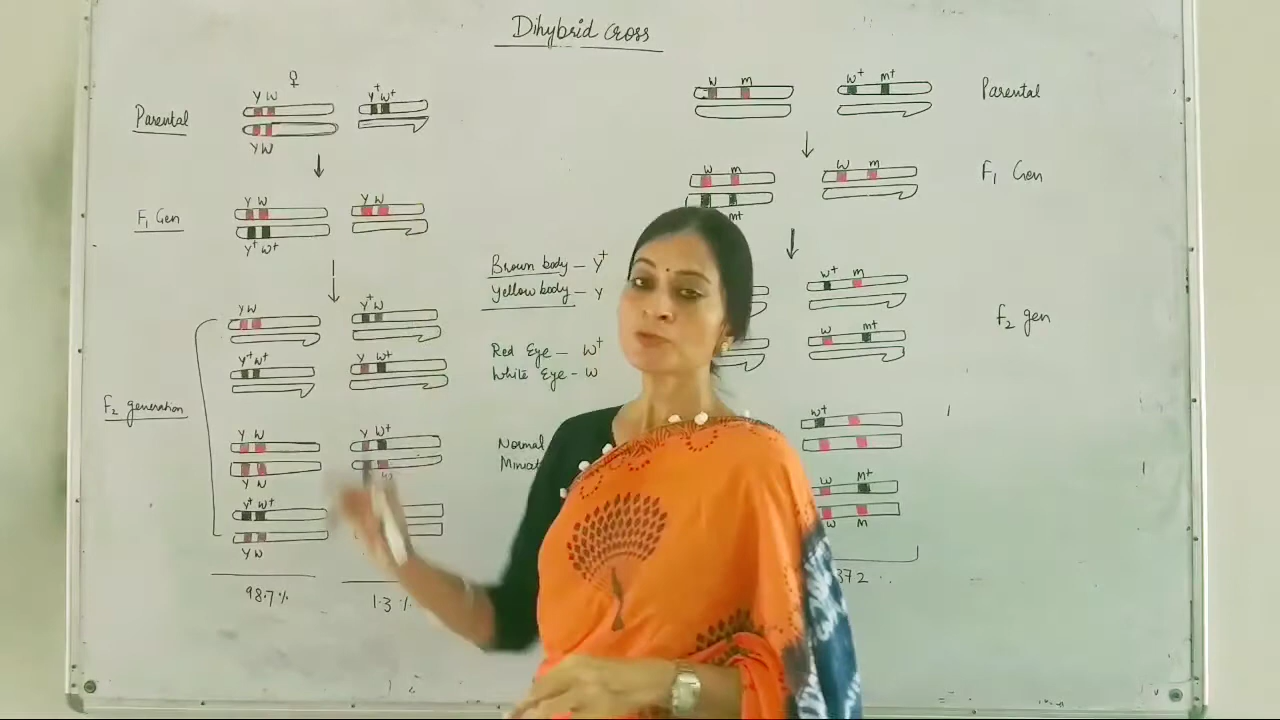 Dihybrid cross
♀
Y W
Y+ W+
Parental
Y W
F1 Gen
Y W
Y W
Y+ W+
Y W
Y+ W
Y+ W+
Y W+
F2 generation
Y W
Y W+
Y W
W
Y+ W+
Y W
98.7%
1.3%
Brown body – Y+
Yellow body – Y
Red Eye – W+
White Eye – W
Normal
W m
W+ m+
Parental
W m
W m
F1 Gen
m+
W+ m
F2 gen
W m+
W+
W m+
W m